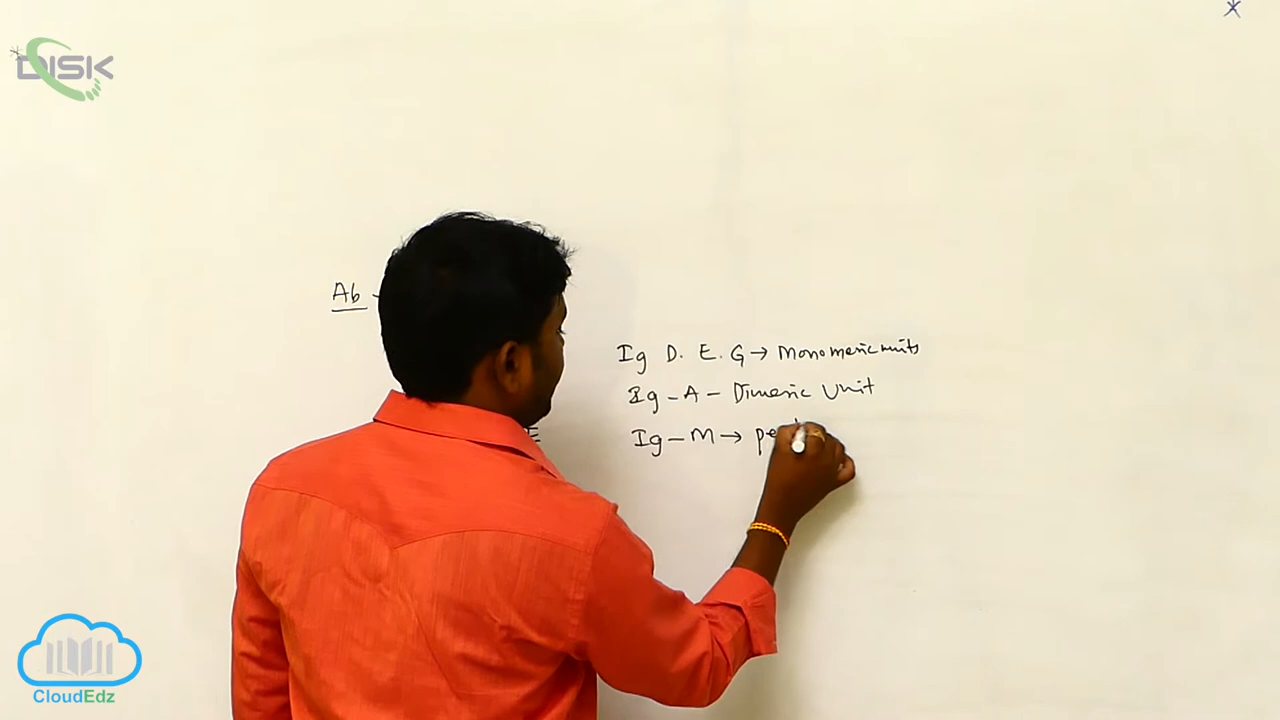 DISK
Ab -
Ig D. E. G → Monomeric units
Ig - A - Dimeric Unit
Ig - M → pe
E
CloudEdz